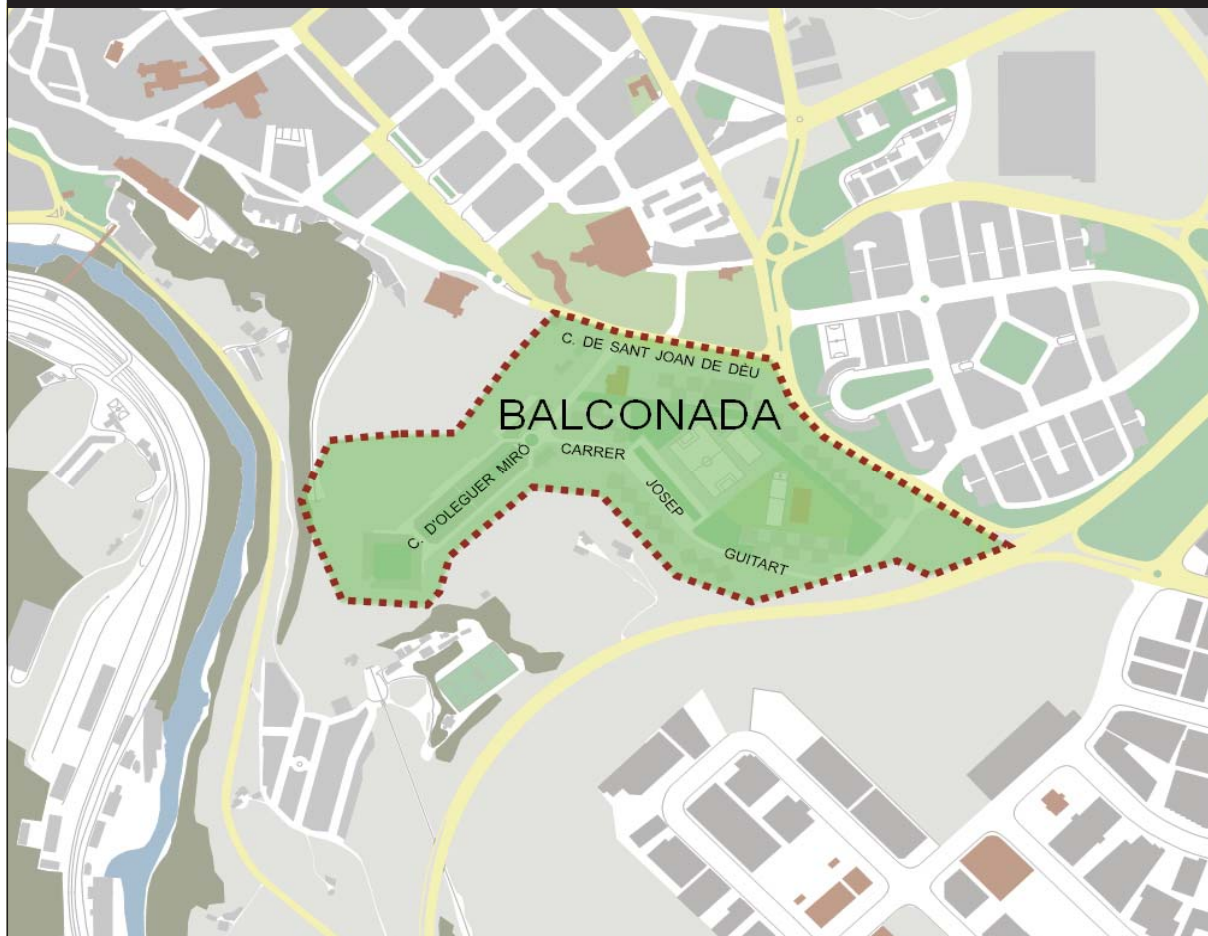 C. DE SANT JOAN DE DÉU
BALCONADA
CARRER
JOSEP
GUITART
C. D'OLEGUER MIRÓ